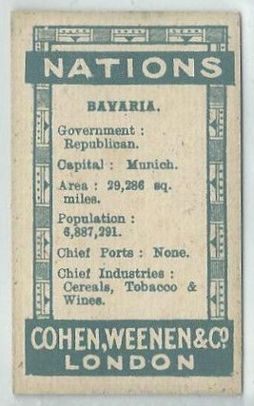 NATIONS
BAVARIA.
Government :
Republican.
Capital : Munich.
Area : 29,286 sq.
miles.
Population :
6,887,291.
Chief Ports : None.
Chief Industries :
Cereals, Tobacco &
Wines.
COHEN, WEENEN & Co.
LONDON